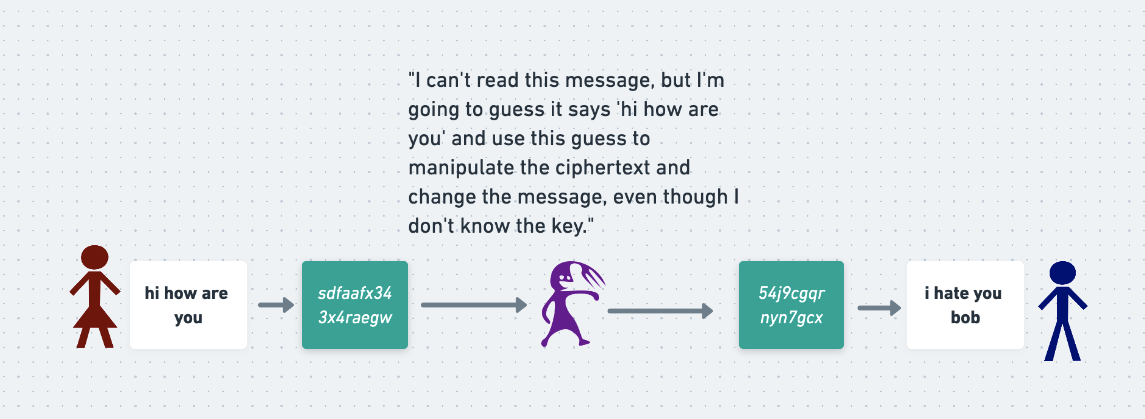 "I can't read this message, but I'm
going to guess it says 'hi how are
you' and use this guess to
manipulate the ciphertext and
change the message, even though I
don't know the key."
hi how are
you
sdfaafx34
3x4raegw
54j9cgqr
nyn7gcx
i hate you
bob